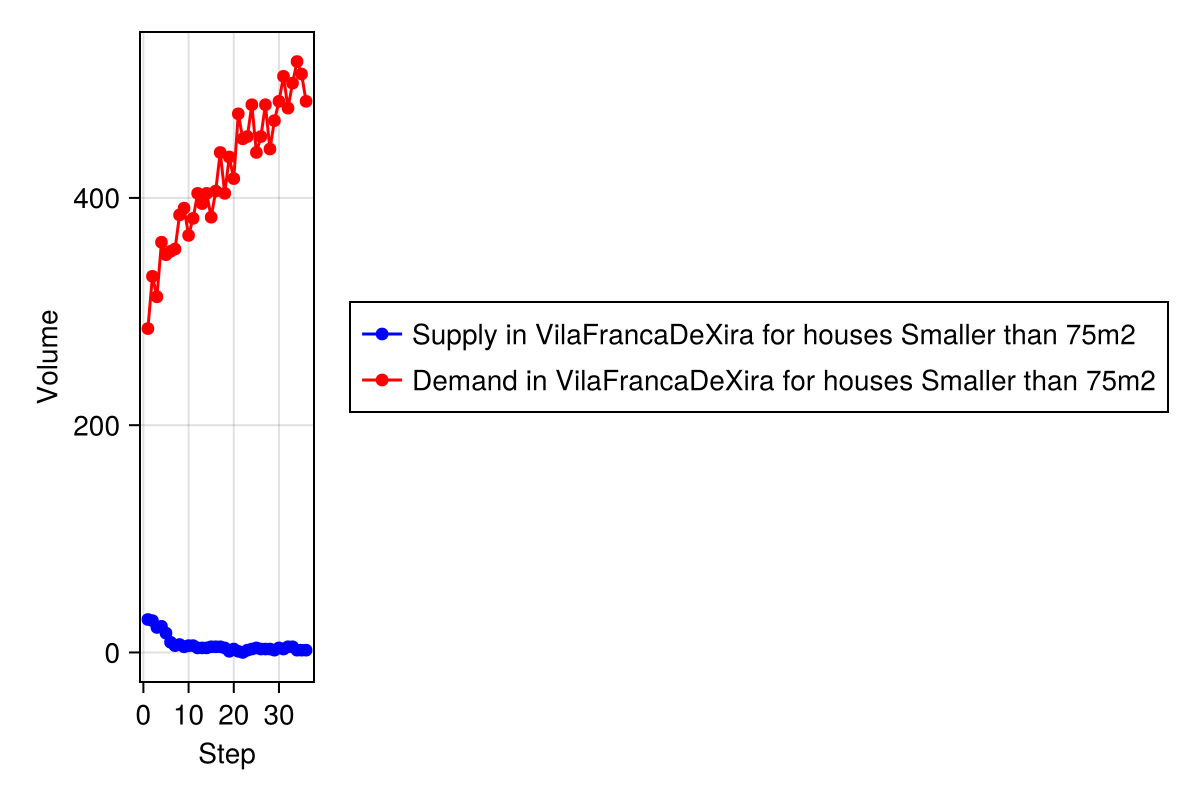 Volume
400
200
0
0 10 20 30
Step
Supply in VilaFrancaDeXira for houses Smaller than 75m2
Demand in VilaFrancaDeXira for houses Smaller than 75m2